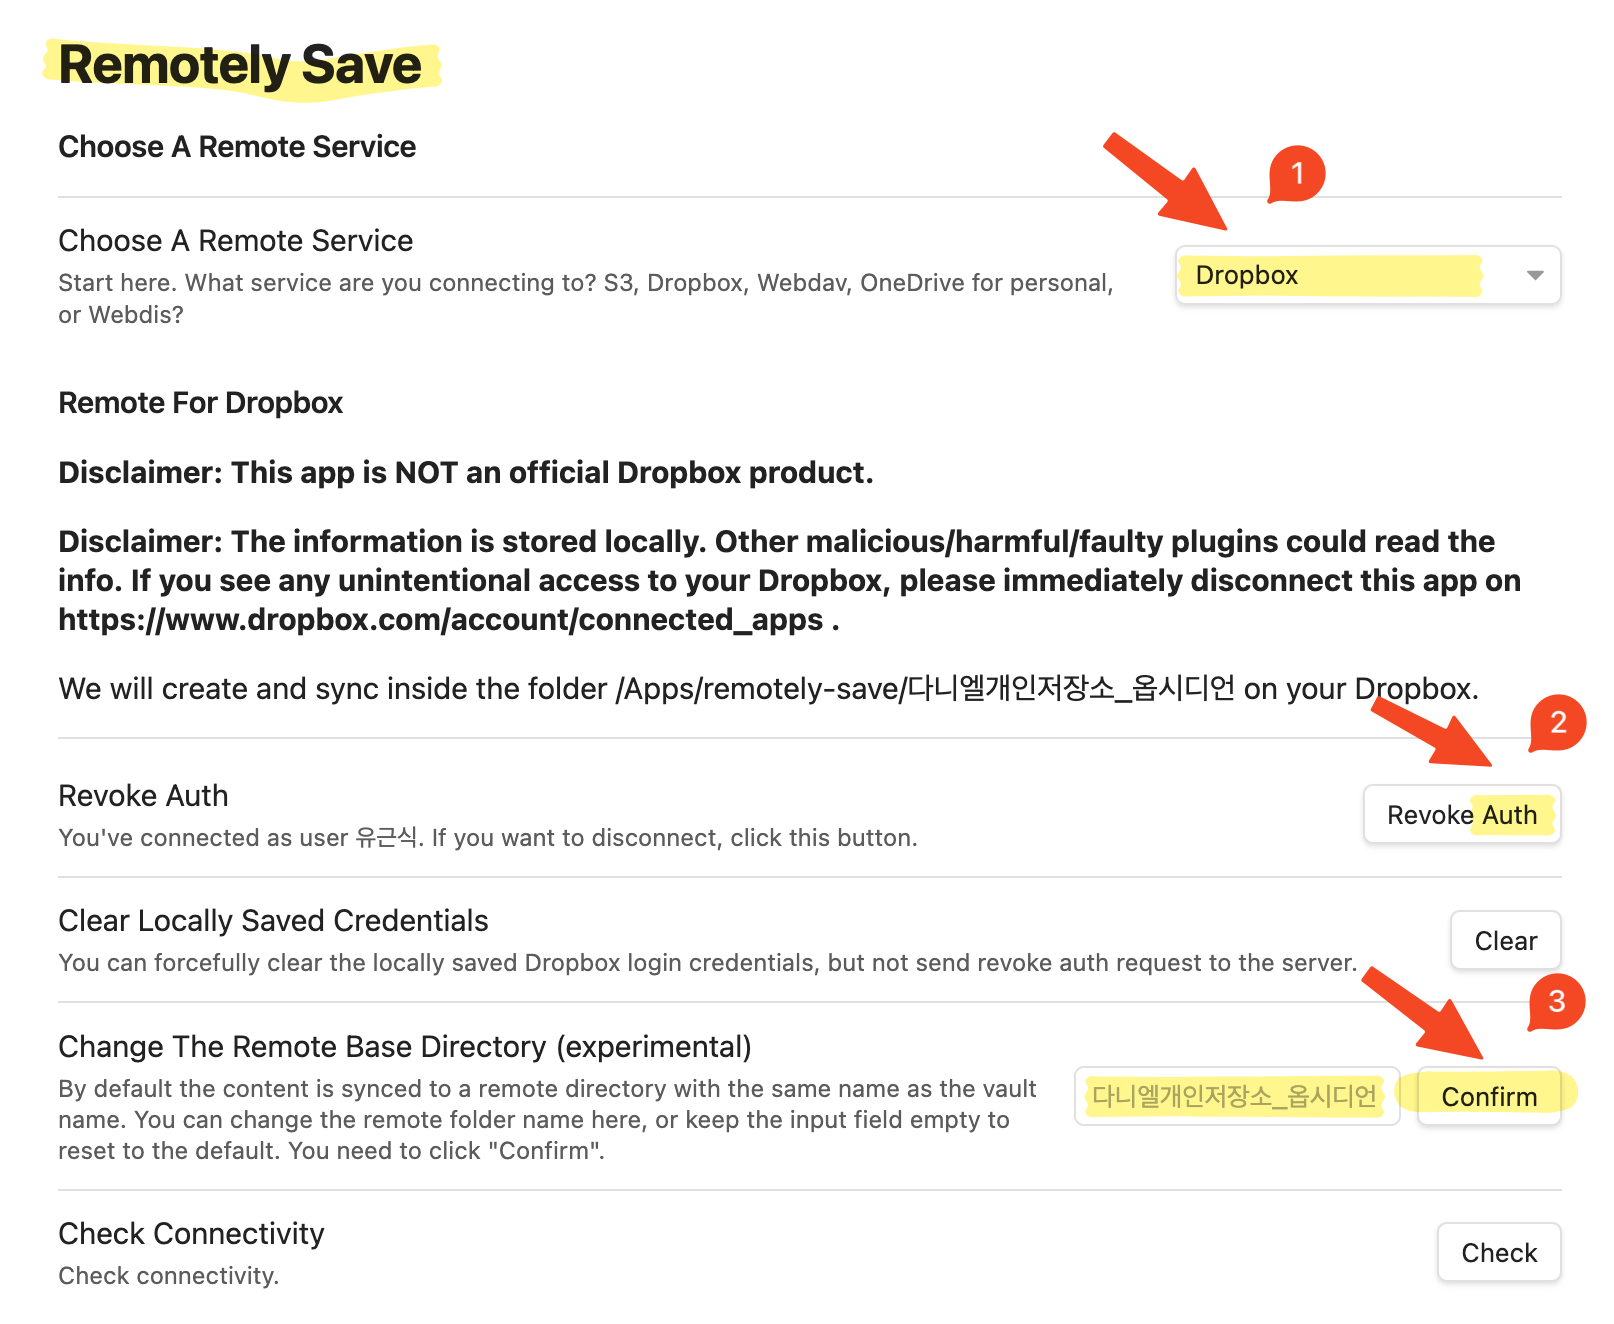 Remotely Save
Choose A Remote Service
1
Choose A Remote Service
Start here. What service are you connecting to? S3, Dropbox, Webdav, OneDrive for personal,
or Webdis?
Dropbox
Remote For Dropbox
Disclaimer: This app is NOT an official Dropbox product.
Disclaimer: The information is stored locally. Other malicious/harmful/faulty plugins could read the
info. If you see any unintentional access to your Dropbox, please immediately disconnect this app on
https://www.dropbox.com/account/connected_apps .
We will create and sync inside the folder /Apps/remotely-save/다니엘개인저장소_옵시디언 on your Dropbox.
2
Revoke Auth
You've connected as user 유근식. If you want to disconnect, click this button.
Revoke Auth
Clear Locally Saved Credentials
You can forcefully clear the locally saved Dropbox login credentials, but not send revoke auth request to the server.
Clear
3
Change The Remote Base Directory (experimental)
By default the content is synced to a remote directory with the same name as the vault
name. You can change the remote folder name here, or keep the input field empty to
reset to the default. You need to click "Confirm".
다니엘개인저장소_옵시디언
Confirm
Check Connectivity
Check connectivity.
Check